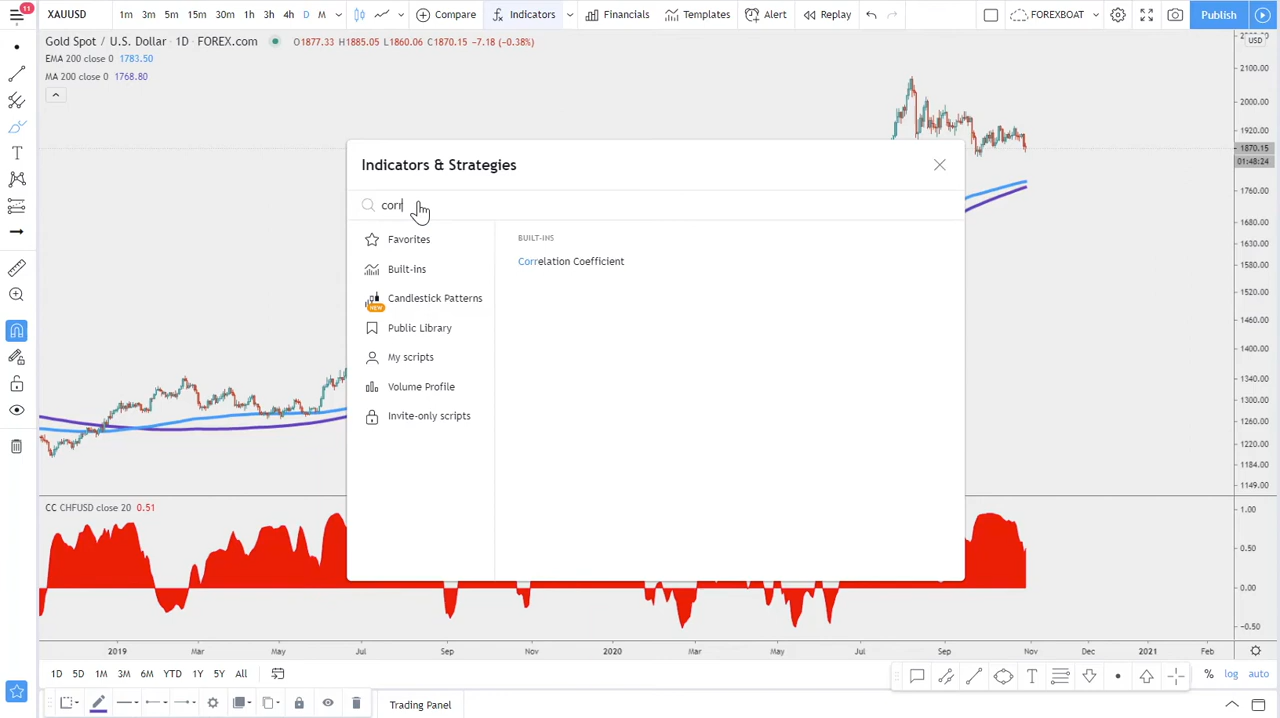 11
XAUUSD 1m 3m 5m 15m 30m 1h 3h 4h D M Compare Indicators Financials Templates Alert Replay FOREXBOAT Publish
Gold Spot / U.S. Dollar · 1D · FOREX.com O1877.33 H1885.05 L1860.06 C1870.15 −7.18 (−0.38%)
EMA 200 close 0 1783.50
MA 200 close 0 1768.80
USD
2100.00
2000.00
1920.00
1870.15
01:48:24
1760.00
1680.00
1630.00
1580.00
1520.00
1460.00
1400.00
1340.00
1300.00
1260.00
1220.00
1184.00
1149.00
Indicators & Strategies
corr
Favorites
Built-ins
Candlestick Patterns
NEW
Public Library
My scripts
Volume Profile
Invite-only scripts
BUILT-INS
Correlation Coefficient
CC CHFUSD close 20 0.51
1.00
0.50
0.00
−0.50
2019 Mar May Jul Sep Nov 2020 Mar May Jul Sep Nov Dec 2021 Feb
1D 5D 1M 3M 6M YTD 1Y 5Y All % log auto
T
T
Trading Panel